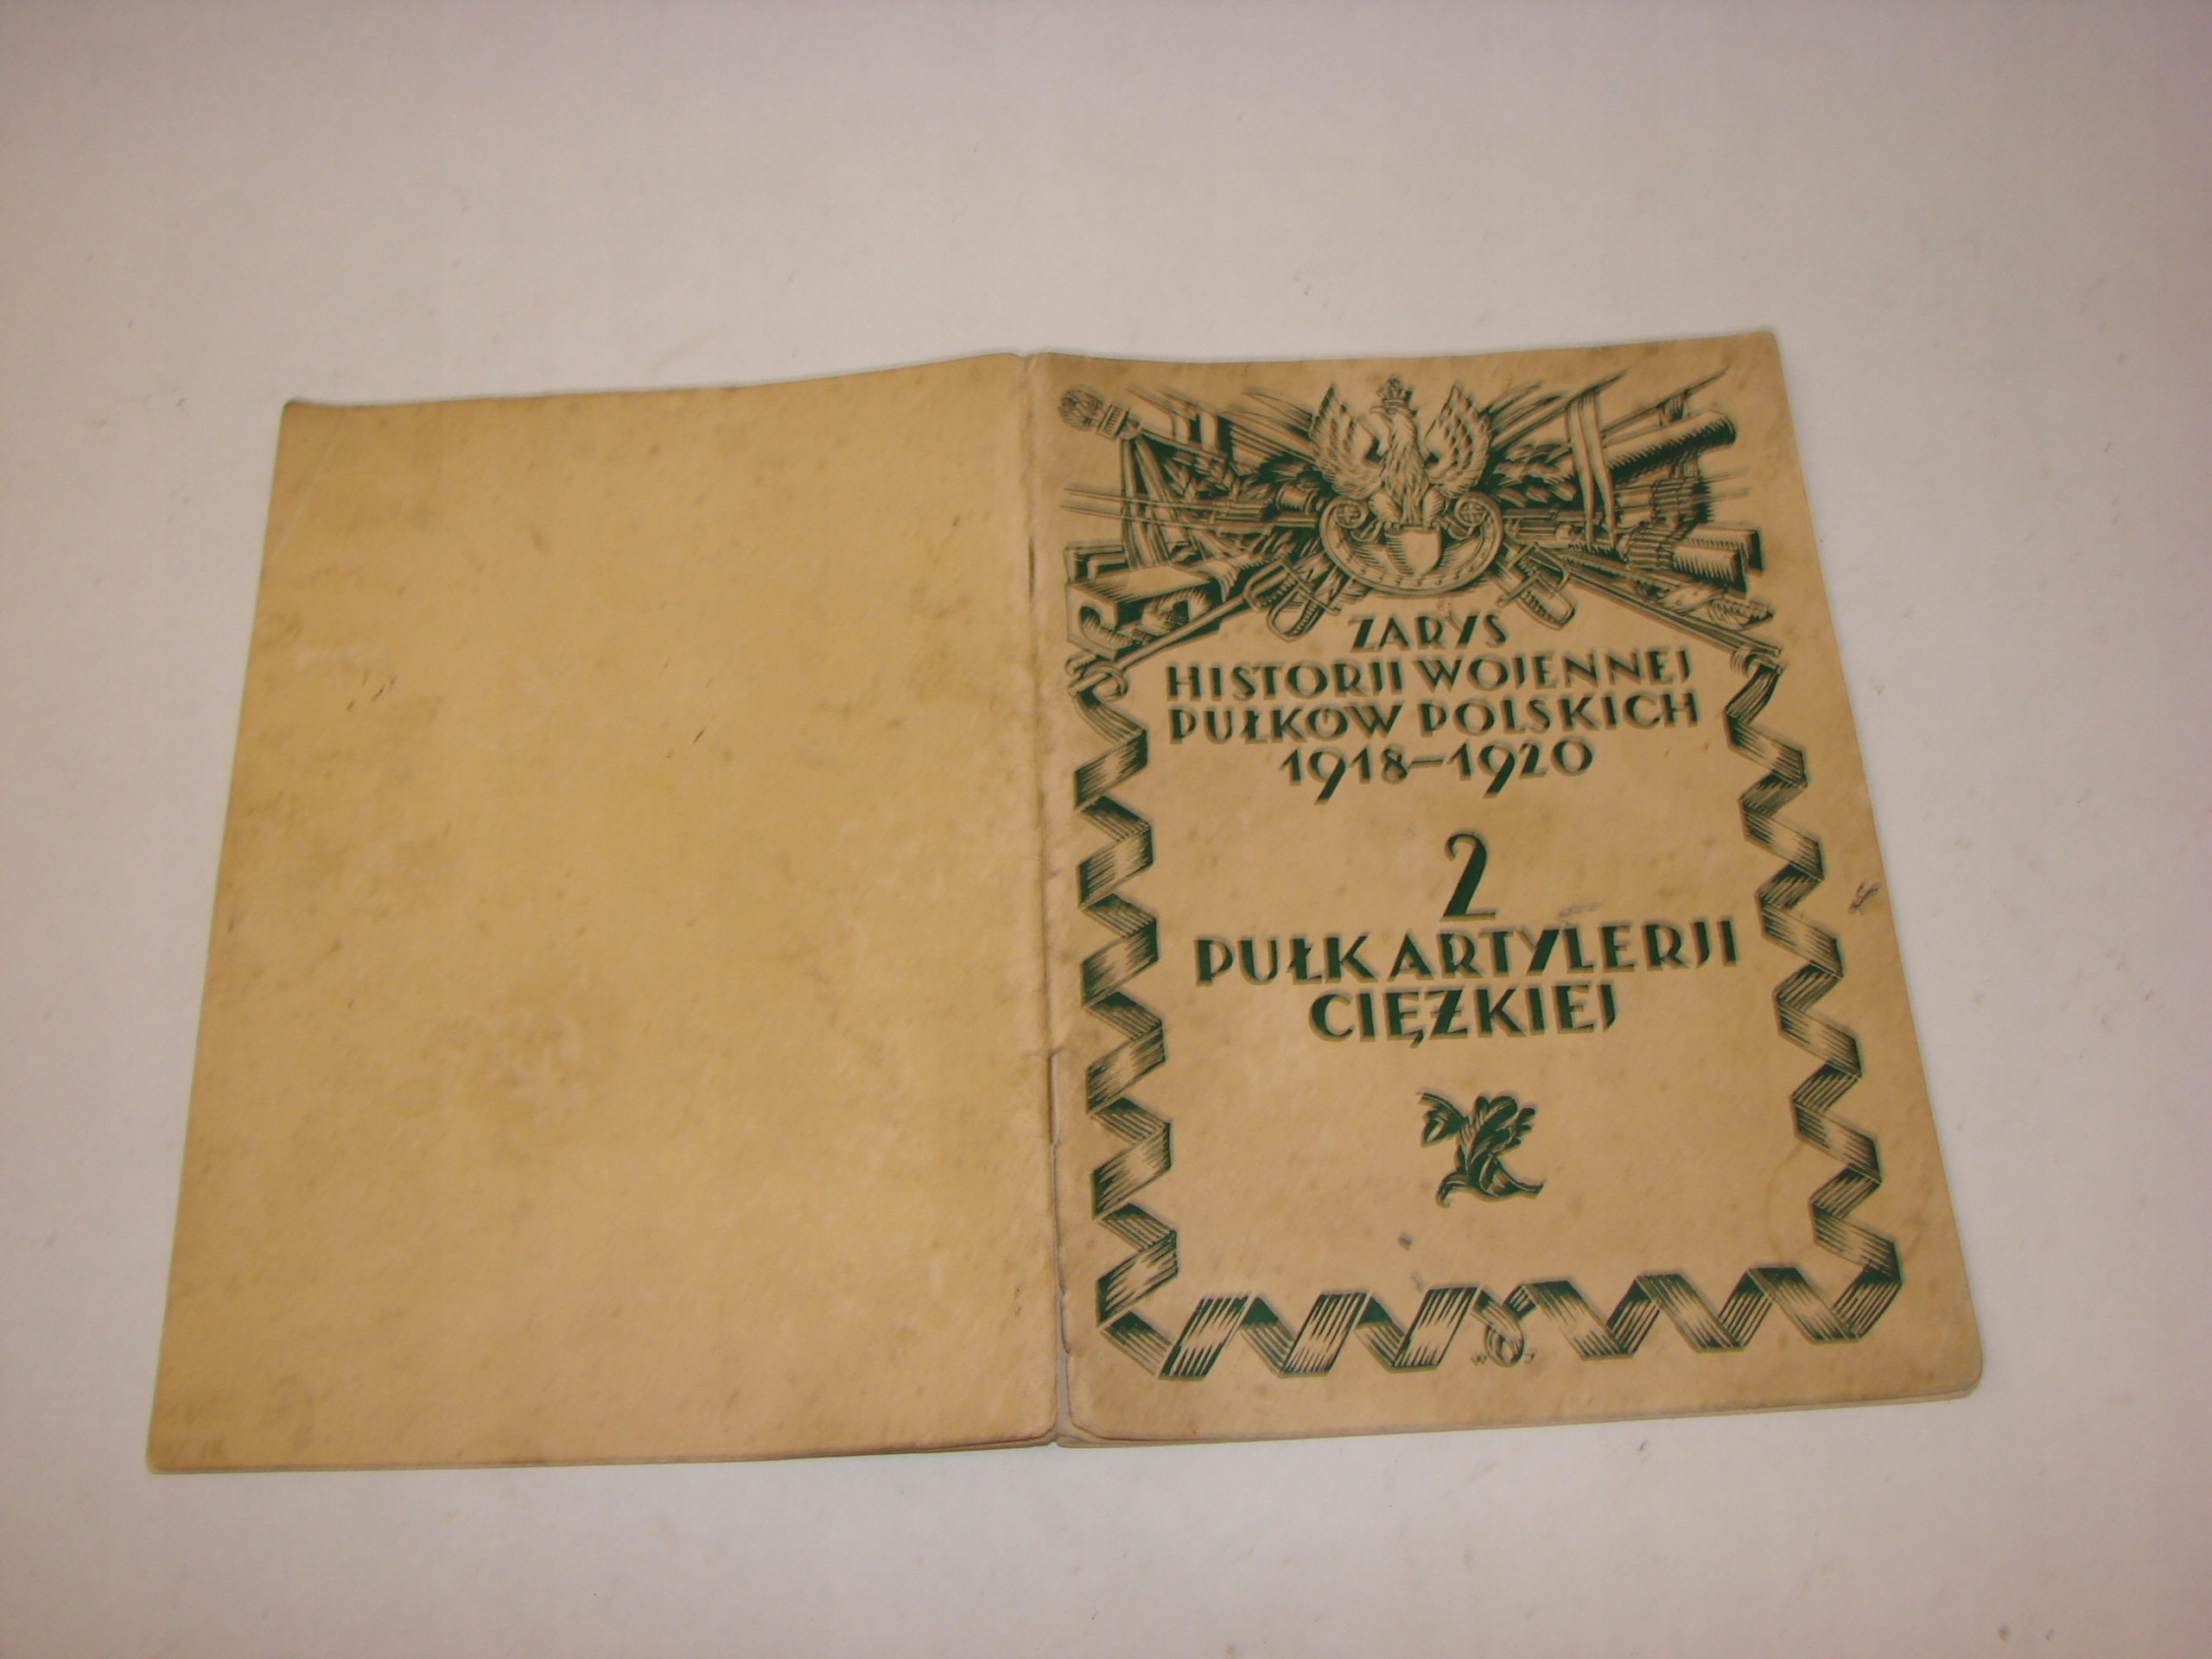 ZARYS
HISTORJI WOJENNEJ
PUŁKÓW POLSKICH
1918–1920
2
PUŁK ARTYLERJI
CIĘŻKIEJ
W J